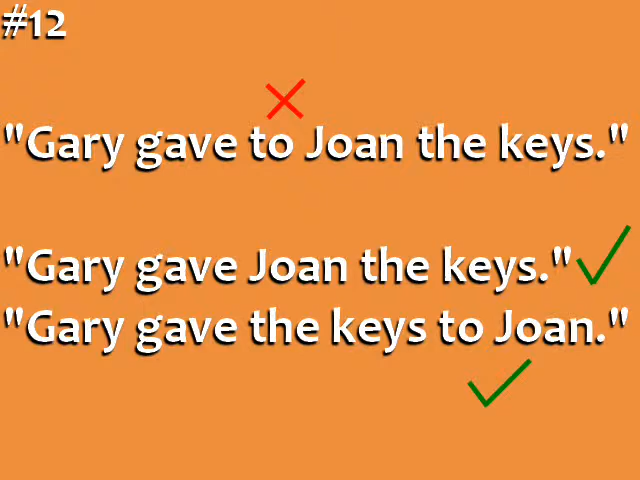 #12
"Gary gave to Joan the keys."
"Gary gave Joan the keys."
"Gary gave the keys to Joan."